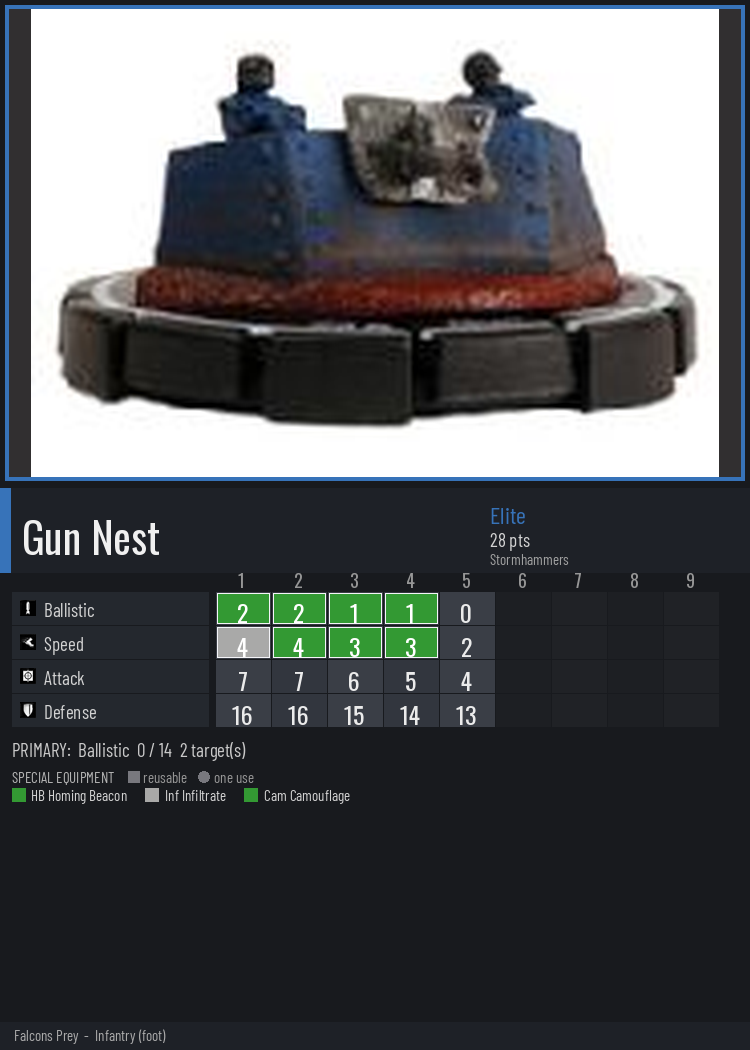 Gun Nest
Elite
28 pts
Stormhammers
1 2 3 4 5 6 7 8 9
Ballistic 2 2 1 1 0
Speed 4 4 3 3 2
Attack 7 7 6 5 4
Defense 16 16 15 14 13
PRIMARY: Ballistic 0 / 14 2 target(s)
SPECIAL EQUIPMENT reusable one use
HB Homing Beacon Inf Infiltrate Cam Camouflage
Falcons Prey - Infantry (foot)